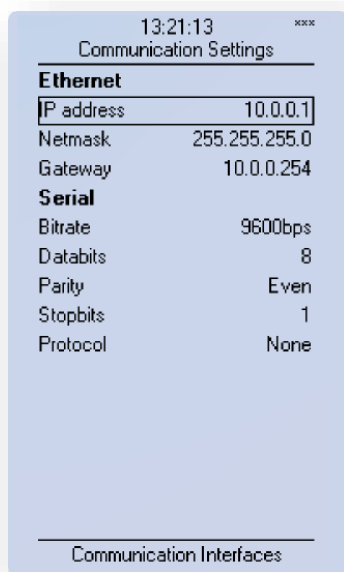 13:21:13 xxx
Communication Settings
Ethernet
IP address 10.0.0.1
Netmask 255.255.255.0
Gateway 10.0.0.254
Serial
Bitrate 9600bps
Databits 8
Parity Even
Stopbits 1
Protocol None
Communication Interfaces